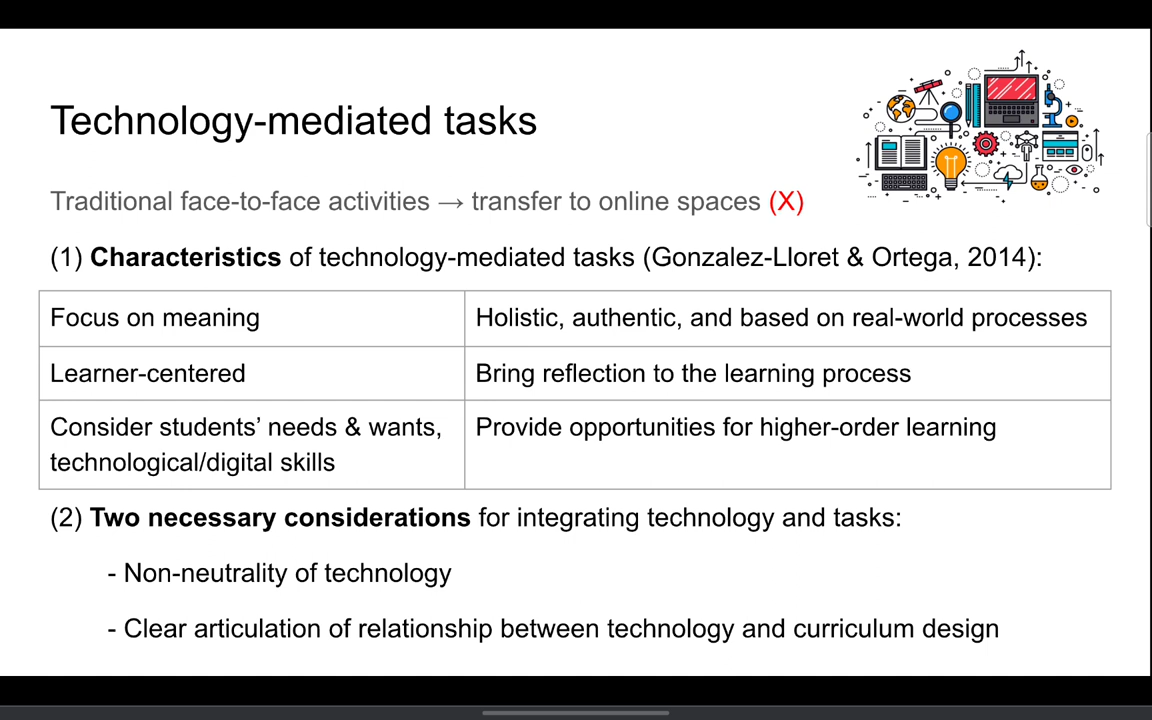 Technology-mediated tasks
Traditional face-to-face activities → transfer to online spaces (X)
(1) Characteristics of technology-mediated tasks (Gonzalez-Lloret & Ortega, 2014):
Focus on meaning
Holistic, authentic, and based on real-world processes
Learner-centered
Bring reflection to the learning process
Consider students’ needs & wants,
technological/digital skills
Provide opportunities for higher-order learning
(2) Two necessary considerations for integrating technology and tasks:
- Non-neutrality of technology
- Clear articulation of relationship between technology and curriculum design